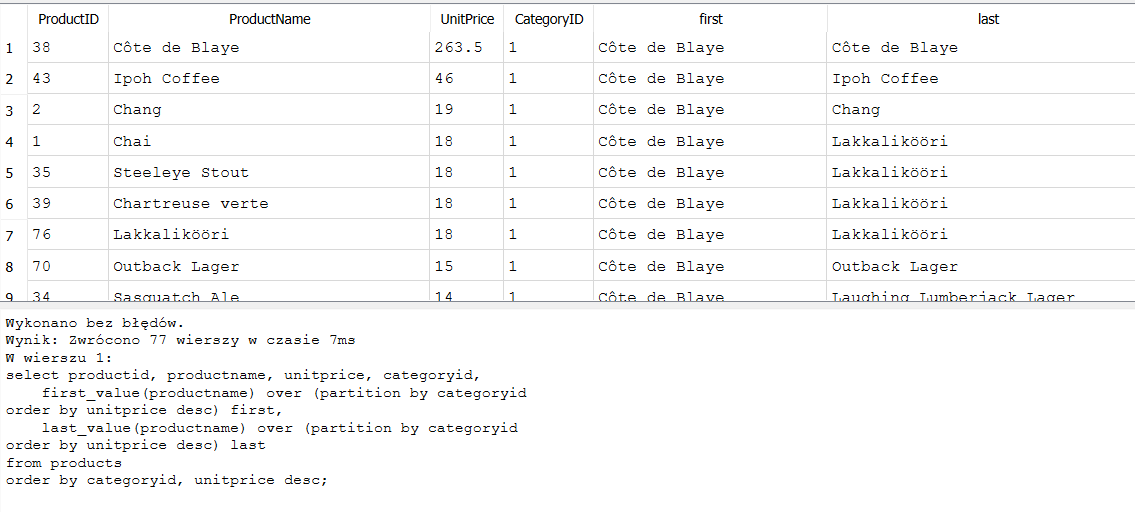 ProductID ProductName UnitPrice CategoryID first last
1 38 Côte de Blaye 263.5 1 Côte de Blaye Côte de Blaye
2 43 Ipoh Coffee 46 1 Côte de Blaye Ipoh Coffee
3 2 Chang 19 1 Côte de Blaye Chang
4 1 Chai 18 1 Côte de Blaye Lakkalikööri
5 35 Steeleye Stout 18 1 Côte de Blaye Lakkalikööri
6 39 Chartreuse verte 18 1 Côte de Blaye Lakkalikööri
7 76 Lakkalikööri 18 1 Côte de Blaye Lakkalikööri
8 70 Outback Lager 15 1 Côte de Blaye Outback Lager
9 34 Sasquatch Ale 14 1 Côte de Blaye Laughing Lumberjack Lager
Wykonano bez błędów.
Wynik: Zwrócono 77 wierszy w czasie 7ms
W wierszu 1:
select productid, productname, unitprice, categoryid,
    first_value(productname) over (partition by categoryid
order by unitprice desc) first,
    last_value(productname) over (partition by categoryid
order by unitprice desc) last
from products
order by categoryid, unitprice desc;